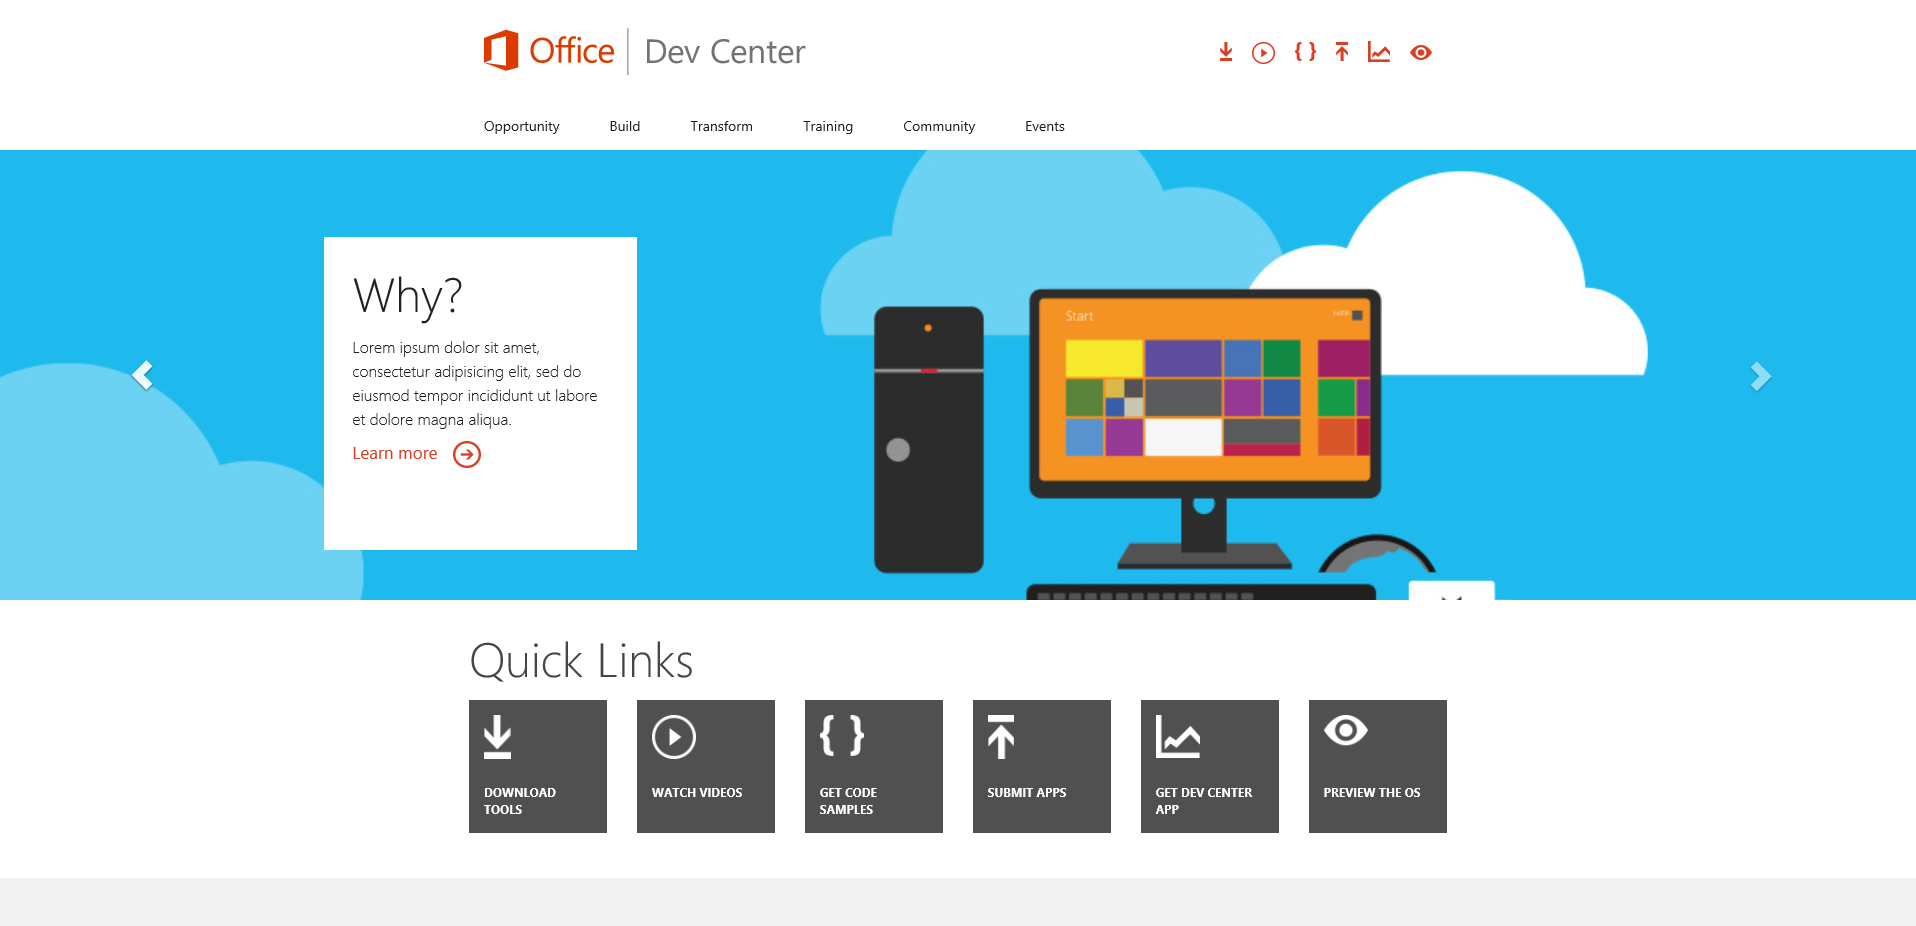 Office Dev Center
Opportunity Build Transform Training Community Events
Why?
Lorem ipsum dolor sit amet,
consectetur adipisicing elit, sed do
eiusmod tempor incididunt ut labore
et dolore magna aliqua.
Learn more
Start
Quick Links
DOWNLOAD
TOOLS
WATCH VIDEOS
GET CODE
SAMPLES
SUBMIT APPS
GET DEV CENTER
APP
PREVIEW THE OS